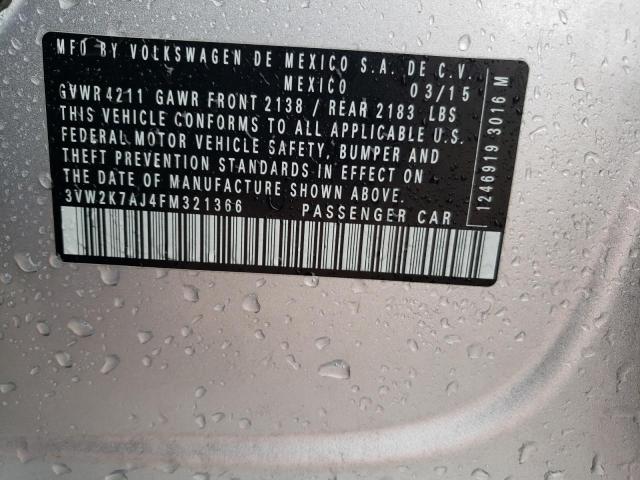 MFD BY VOLKSWAGEN DE MEXICO S.A. DE C.V.
MEXICO 03/15
GVWR 4211 GAWR FRONT 2138 / REAR 2183 LBS
THIS VEHICLE CONFORMS TO ALL APPLICABLE U.S.
FEDERAL MOTOR VEHICLE SAFETY, BUMPER AND
THEFT PREVENTION STANDARDS IN EFFECT ON
THE DATE OF MANUFACTURE SHOWN ABOVE.
3VW2K7AJ4FM321366 PASSENGER CAR
1246919 3016 M